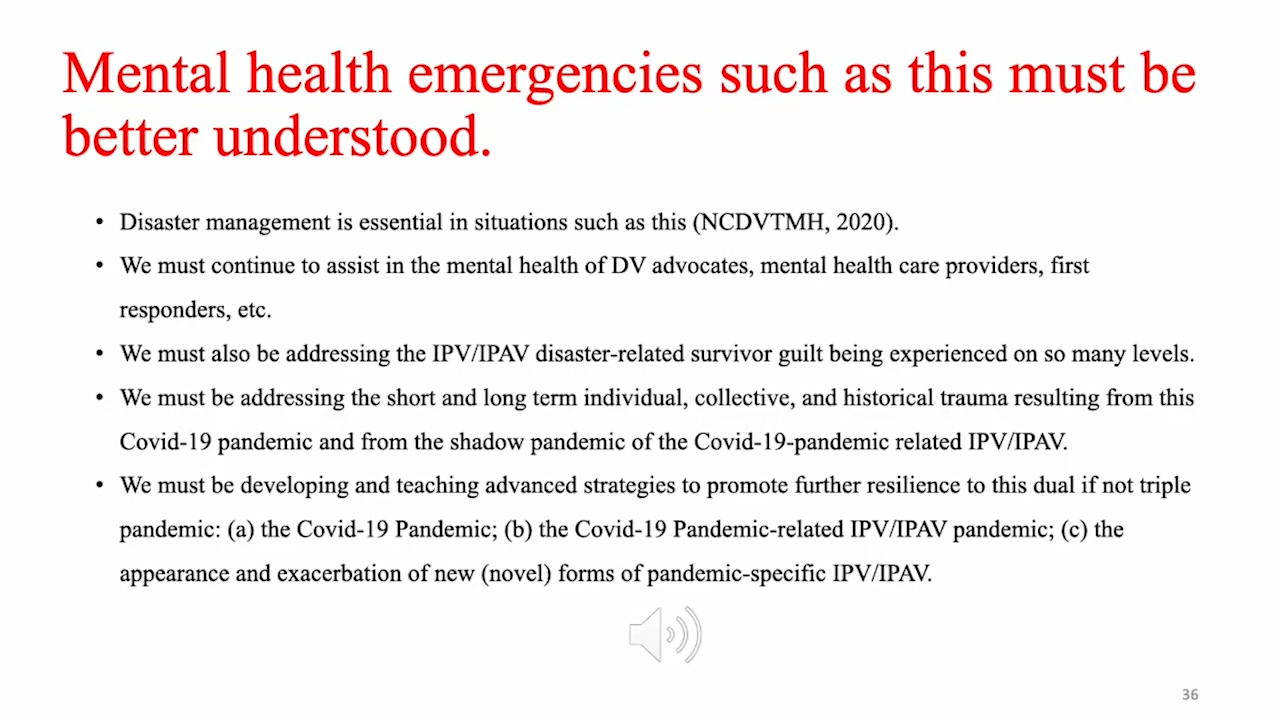 Mental health emergencies such as this must be
better understood.
• Disaster management is essential in situations such as this (NCDVTMH, 2020).
• We must continue to assist in the mental health of DV advocates, mental health care providers, first
responders, etc.
• We must also be addressing the IPV/IPAV disaster-related survivor guilt being experienced on so many levels.
• We must be addressing the short and long term individual, collective, and historical trauma resulting from this
Covid-19 pandemic and from the shadow pandemic of the Covid-19-pandemic related IPV/IPAV.
• We must be developing and teaching advanced strategies to promote further resilience to this dual if not triple
pandemic: (a) the Covid-19 Pandemic; (b) the Covid-19 Pandemic-related IPV/IPAV pandemic; (c) the
appearance and exacerbation of new (novel) forms of pandemic-specific IPV/IPAV.
36